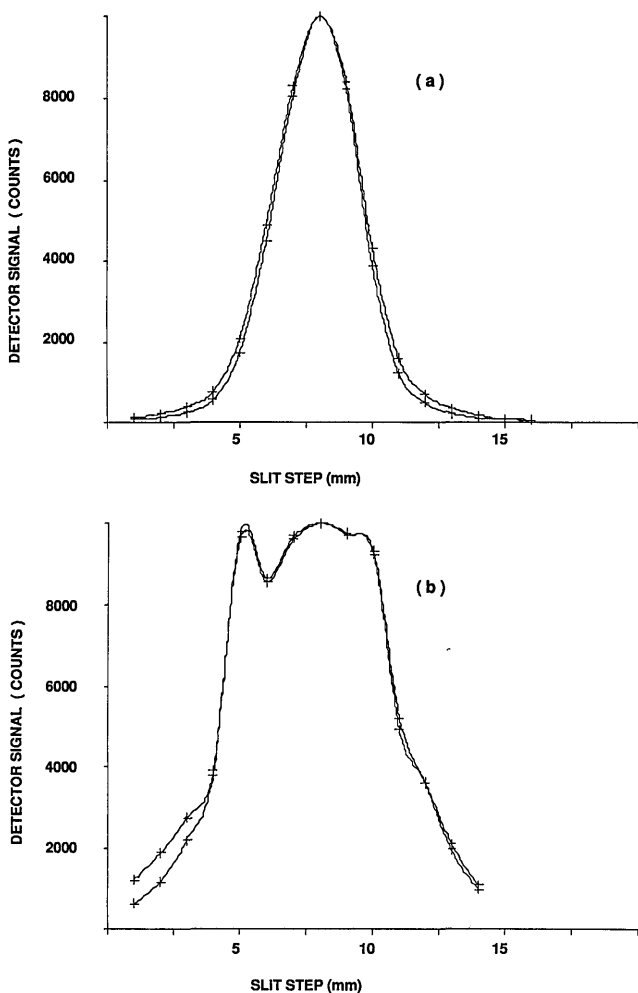 (a)
8000
6000
4000
2000
DETECTOR SIGNAL ( COUNTS)
5
10
15
SLIT STEP (mm)
(b)
8000
6000
4000
2000
DETECTOR SIGNAL ( COUNTS)
5
10
15
SLIT STEP (mm)